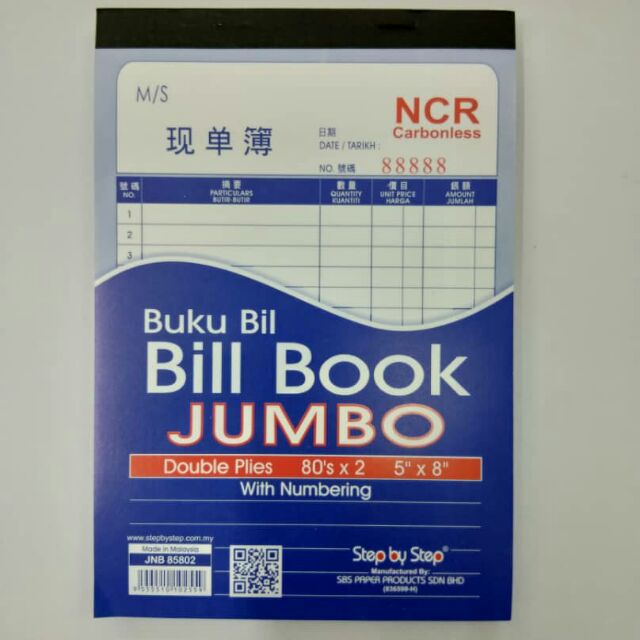 M/S
NCR
Carbonless
现单簿
日期
DATE / TARIKH :
NO. 號碼 88888
號碼 摘要 數量 價目 銀額
NO. PARTICULARS QUANTITY UNIT PRICE AMOUNT
BUTIR-BUTIR KUANTITI HARGA JUMLAH
1
2
3
Buku Bil
Bill Book
JUMBO
Double Plies 80's x 2 5" x 8"
With Numbering
www.stepbystep.com.my
Made in Malaysia
JNB 85802
Step by Step®
Manufactured By:
SBS PAPER PRODUCTS SDN BHD
(836599-H)